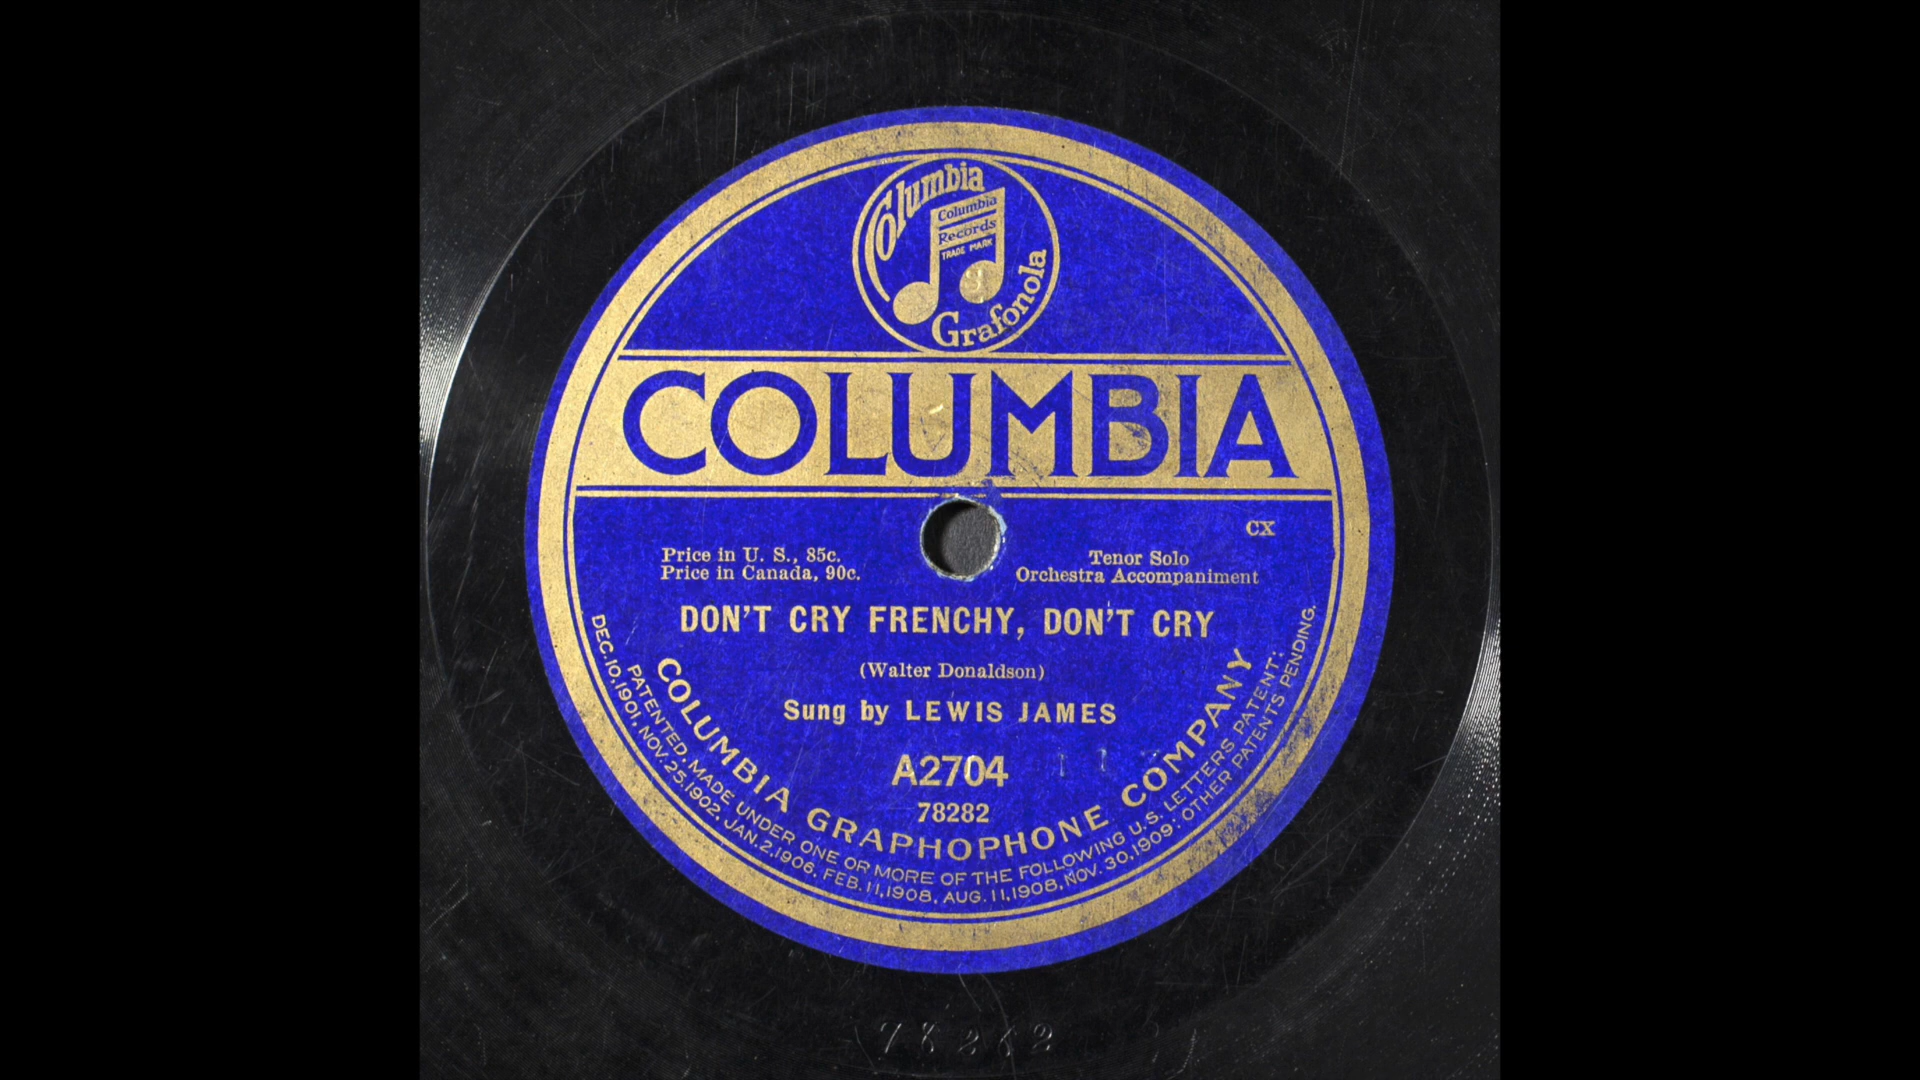 Columbia
Columbia
Records
TRADE MARK
Grafonola
COLUMBIA
CX
Price in U. S., 85c.
Price in Canada, 90c.
Tenor Solo
Orchestra Accompaniment
DON'T CRY FRENCHY, DON'T CRY
(Walter Donaldson)
Sung by LEWIS JAMES
A2704
78282
COLUMBIA GRAPHOPHONE COMPANY
PATENTED, MADE UNDER ONE OR MORE OF THE FOLLOWING U.S. LETTERS PATENT:
DEC.10,1901, NOV.25,1902, JAN.2,1906, FEB.11,1908, AUG.11,1908, NOV. 30,1909: OTHER PATENTS PENDING.